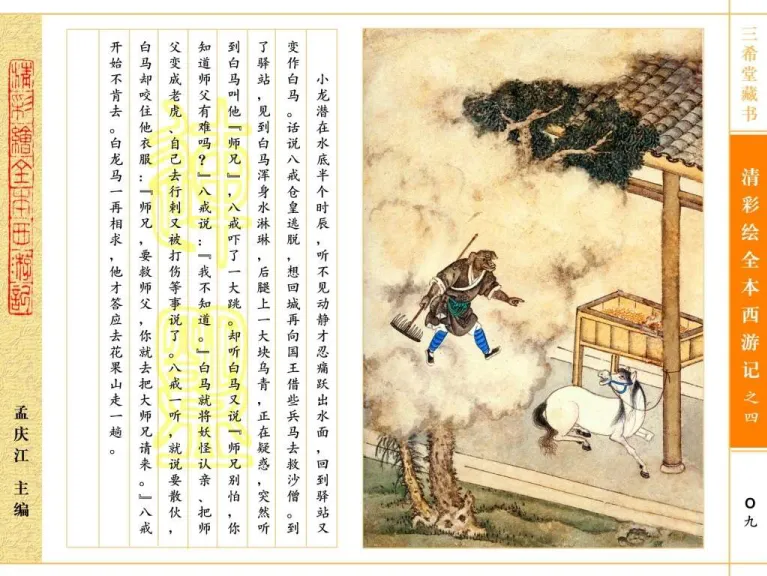 三希堂藏书
清彩绘全本西游记之四
〇九
小龙潜在水底半个时辰，听不见动静才忍痛跃出水面，回到驿站又
变作白马。话说八戒仓皇逃脱，想回城再向国王借些兵马去救沙僧。到
了驿站，见到白马浑身水淋淋，后腿上一大块乌青，正在疑惑，突然听
到白马叫他『师兄』，八戒吓了一大跳。却听白马又说『师兄别怕，你
知道师父有难吗？』八戒说：『我不知道。』白马就将妖怪认亲、把师
父变成老虎、自己去行刺又被打伤等事说了。八戒一听，就说要散伙，
白马却咬住他衣服：『师兄，要救师父，你就去把大师兄请来。』八戒
开始不肯去。白龙马一再相求，他才答应去花果山走一趟。
清彩繪全本西游記
孟庆江 主编